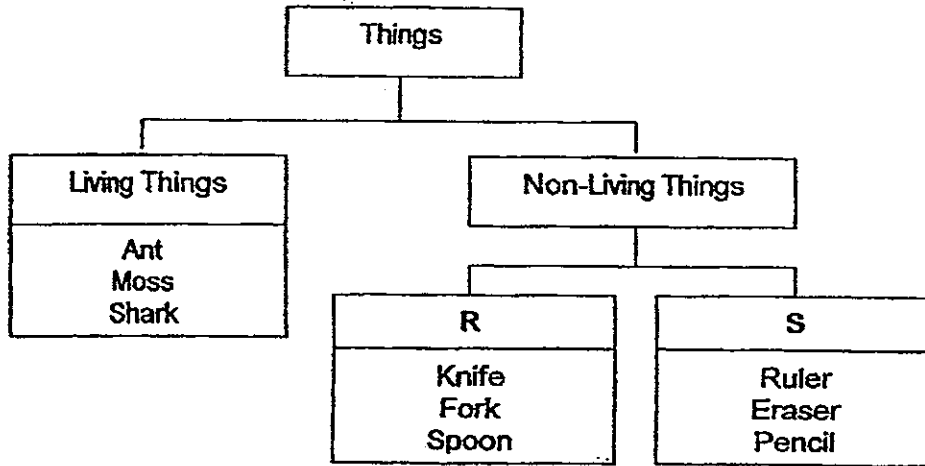 Things
Living Things
Ant
Moss
Shark
Non-Living Things
R
Knife
Fork
Spoon
S
Ruler
Eraser
Pencil